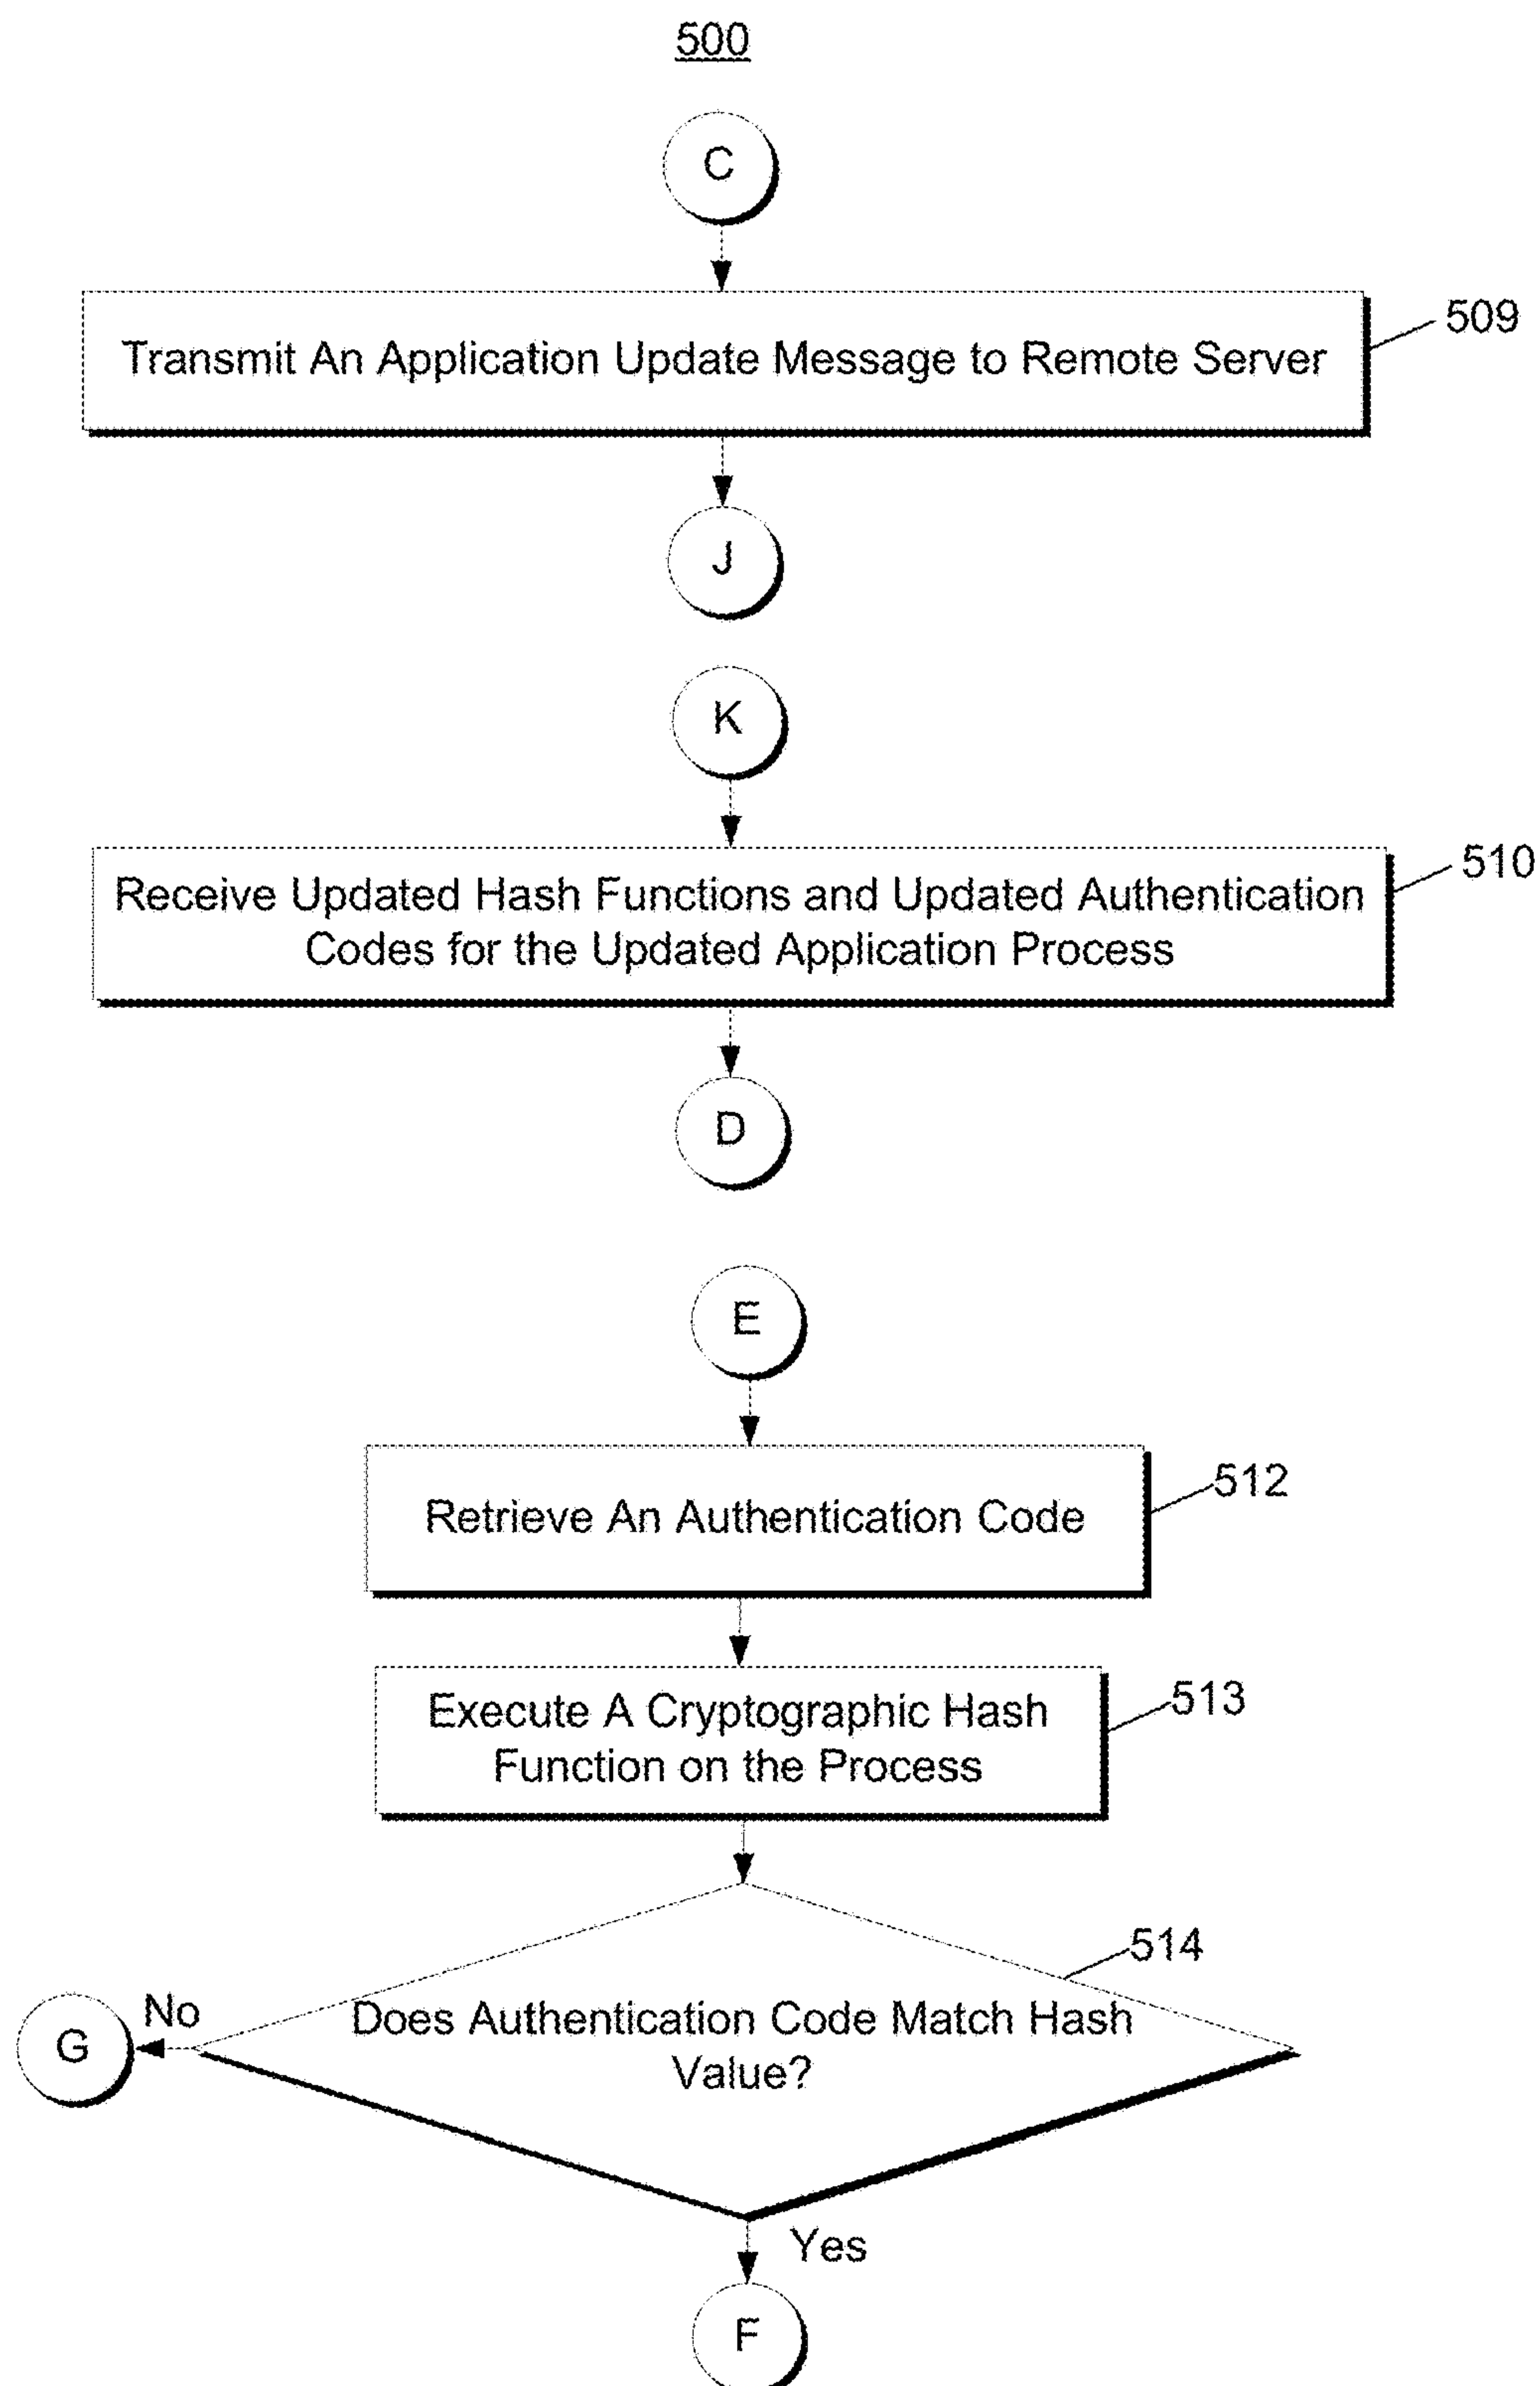 500
C
Transmit An Application Update Message to Remote Server
509
J
K
Receive Updated Hash Functions and Updated Authentication
Codes for the Updated Application Process
510
D
E
Retrieve An Authentication Code
512
Execute A Cryptographic Hash
Function on the Process
513
514
Does Authentication Code Match Hash
Value?
No
G
Yes
F